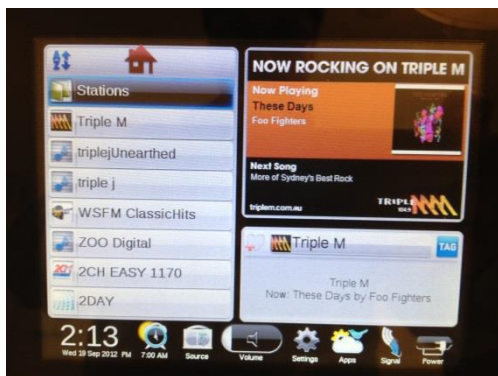 Stations
Triple M
triplejUnearthed
triple j
WSFM ClassicHits
ZOO Digital
2CH EASY 1170
2DAY
NOW ROCKING ON TRIPLE M
Now Playing
These Days
Foo Fighters
Next Song
More of Sydney's Best Rock
triplem.com.au
TRIPLE
104.9
Triple M
TAG
Triple M
Now: These Days by Foo Fighters
2:13
Wed 19 Sep 2012 PM
7:00 AM
Source
Volume
Settings
Apps
Signal
Power